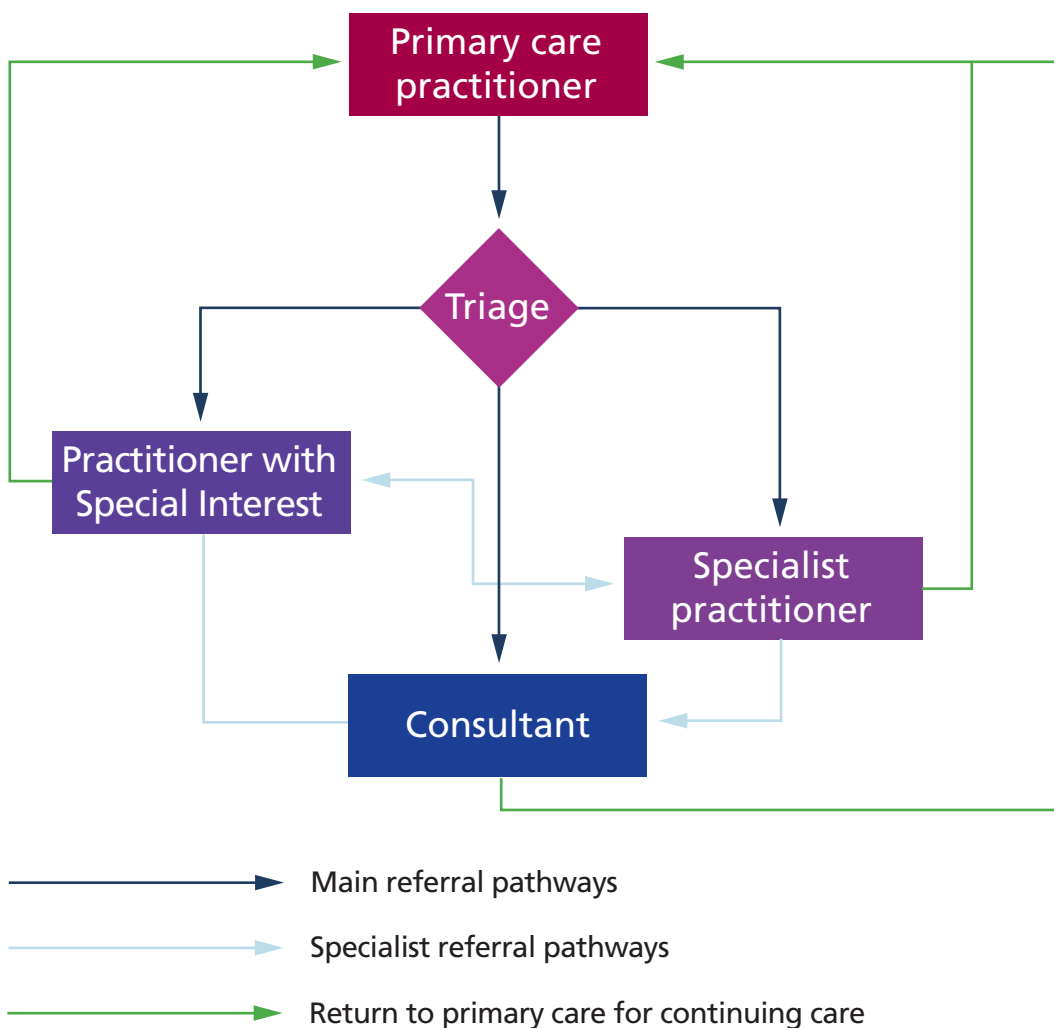 Primary care
practitioner
Triage
Practitioner with
Special Interest
Specialist
practitioner
Consultant
Main referral pathways
Specialist referral pathways
Return to primary care for continuing care